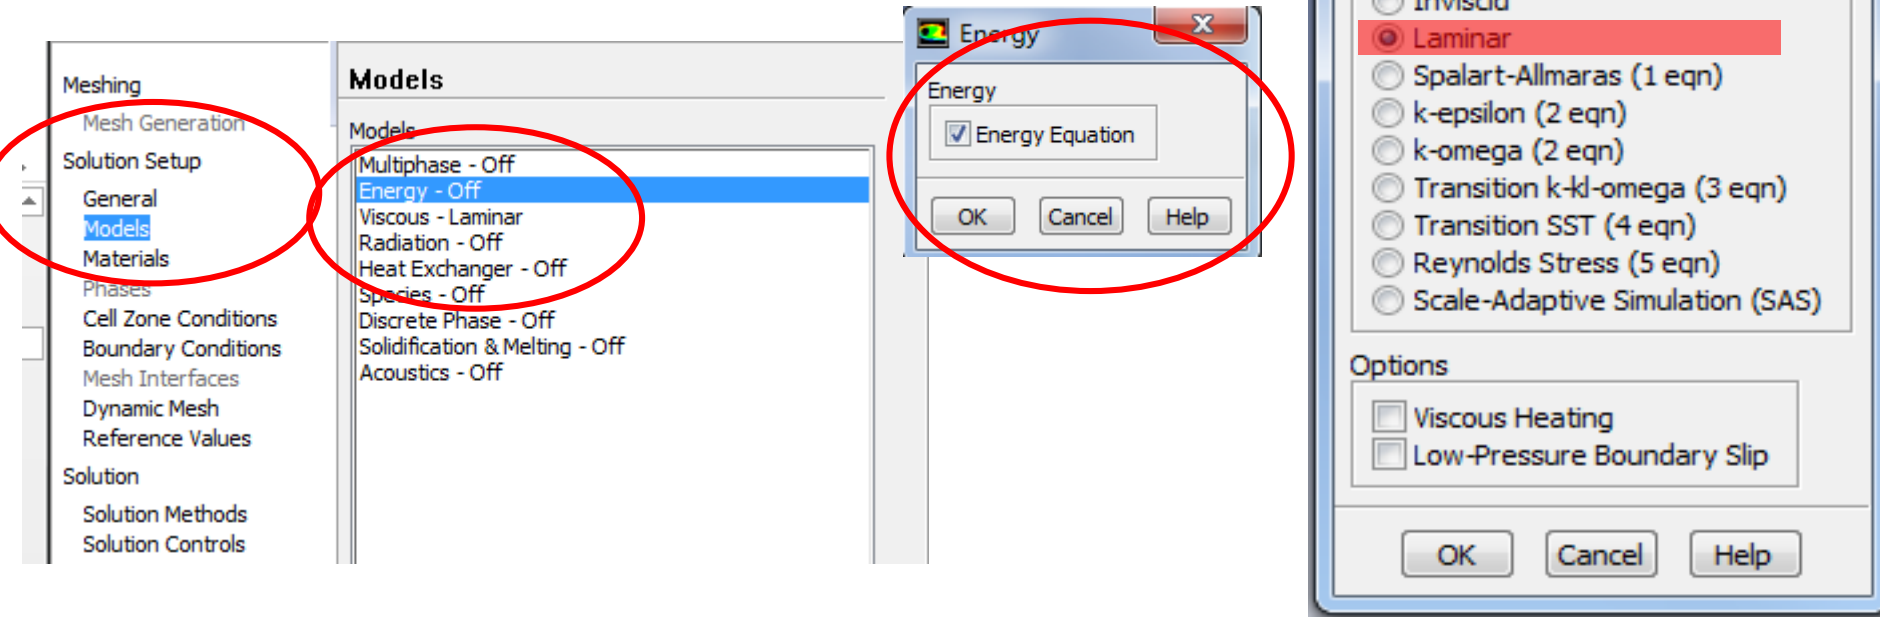 Meshing
Mesh Generation
Solution Setup
General
Models
Materials
Phases
Cell Zone Conditions
Boundary Conditions
Mesh Interfaces
Dynamic Mesh
Reference Values
Solution
Solution Methods
Solution Controls
Models
Models
Multiphase - Off
Energy - Off
Viscous - Laminar
Radiation - Off
Heat Exchanger - Off
Species - Off
Discrete Phase - Off
Solidification & Melting - Off
Acoustics - Off
Energy
Energy
Energy Equation
OK Cancel Help
Inviscid
Laminar
Spalart-Allmaras (1 eqn)
k-epsilon (2 eqn)
k-omega (2 eqn)
Transition k-kl-omega (3 eqn)
Transition SST (4 eqn)
Reynolds Stress (5 eqn)
Scale-Adaptive Simulation (SAS)
Options
Viscous Heating
Low-Pressure Boundary Slip
OK Cancel Help